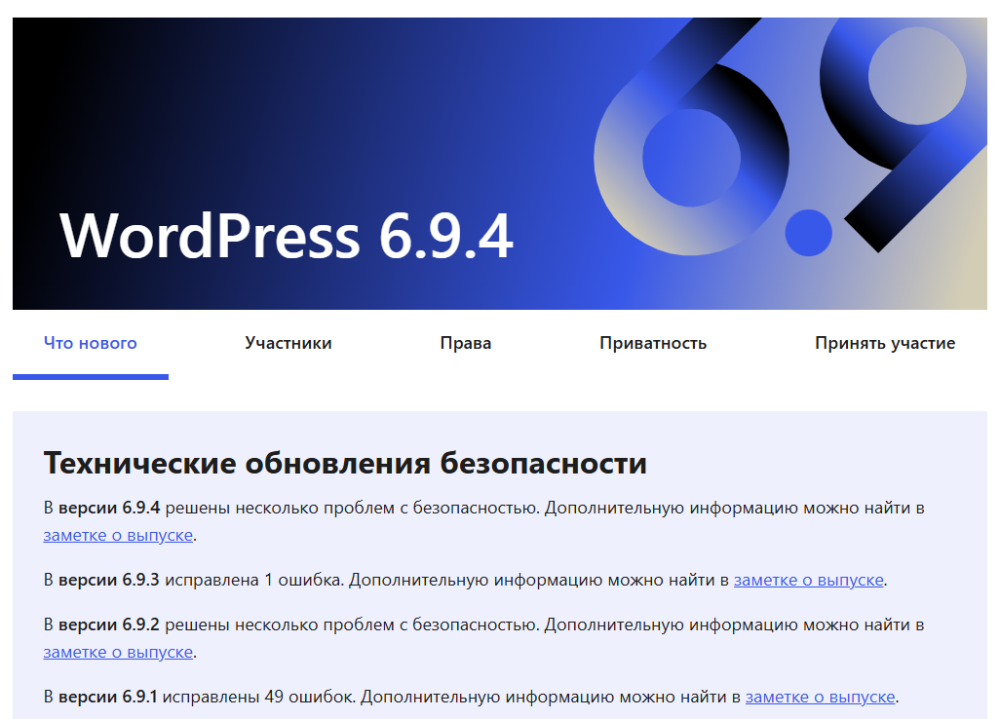 6.9
WordPress 6.9.4
Что нового
Участники
Права
Приватность
Принять участие
Технические обновления безопасности
В версии 6.9.4 решены несколько проблем с безопасностью. Дополнительную информацию можно найти в
заметке о выпуске.
В версии 6.9.3 исправлена 1 ошибка. Дополнительную информацию можно найти в заметке о выпуске.
В версии 6.9.2 решены несколько проблем с безопасностью. Дополнительную информацию можно найти в
заметке о выпуске.
В версии 6.9.1 исправлены 49 ошибок. Дополнительную информацию можно найти в заметке о выпуске.